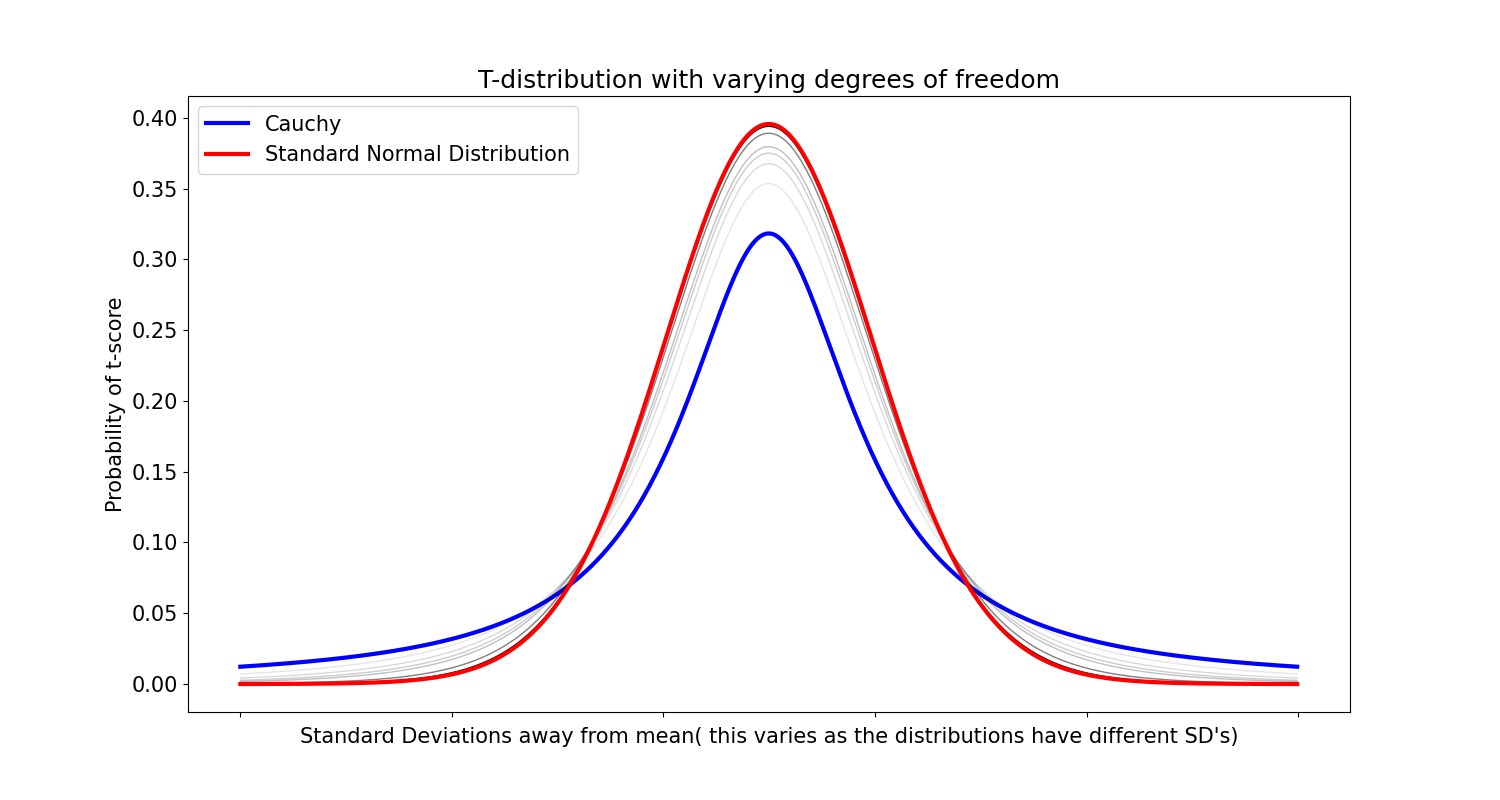 T-distribution with varying degrees of freedom
Cauchy
Standard Normal Distribution
0.40
0.35
0.30
0.25
0.20
0.15
0.10
0.05
0.00
Probability of t-score
Standard Deviations away from mean( this varies as the distributions have different SD's)